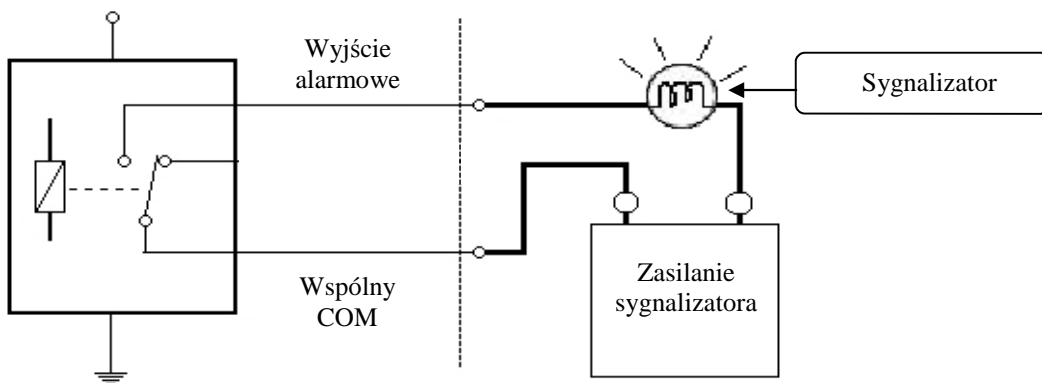 Wyjście
alarmowe
Sygnalizator
Wspólny
COM
Zasilanie
sygnalizatora